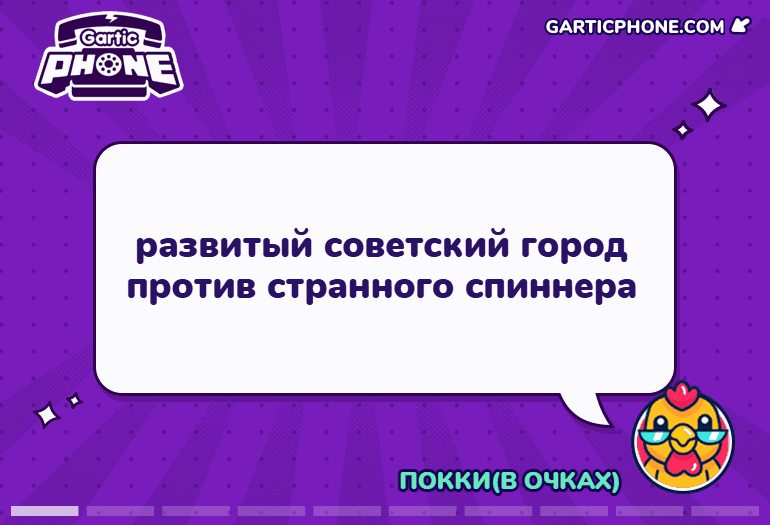 Gartic
PHONE
GARTICPHONE.COM
развитый советский город
против странного спиннера
ПОККИ(В ОЧКАХ)